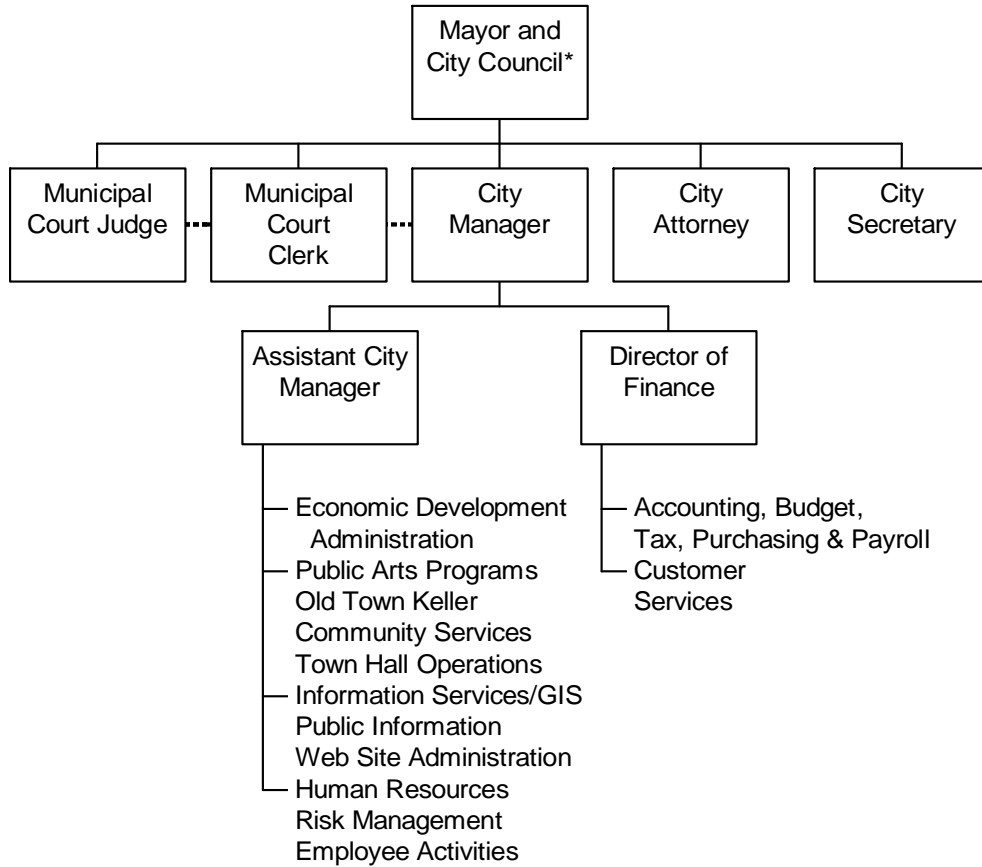 Mayor and
City Council*
Municipal
Court Judge
Municipal
Court
Clerk
City
Manager
City
Attorney
City
Secretary
Assistant City
Manager
Director of
Finance
Economic Development
Administration
Public Arts Programs
Old Town Keller
Community Services
Town Hall Operations
Information Services/GIS
Public Information
Web Site Administration
Human Resources
Risk Management
Employee Activities
Accounting, Budget,
Tax, Purchasing & Payroll
Customer
Services